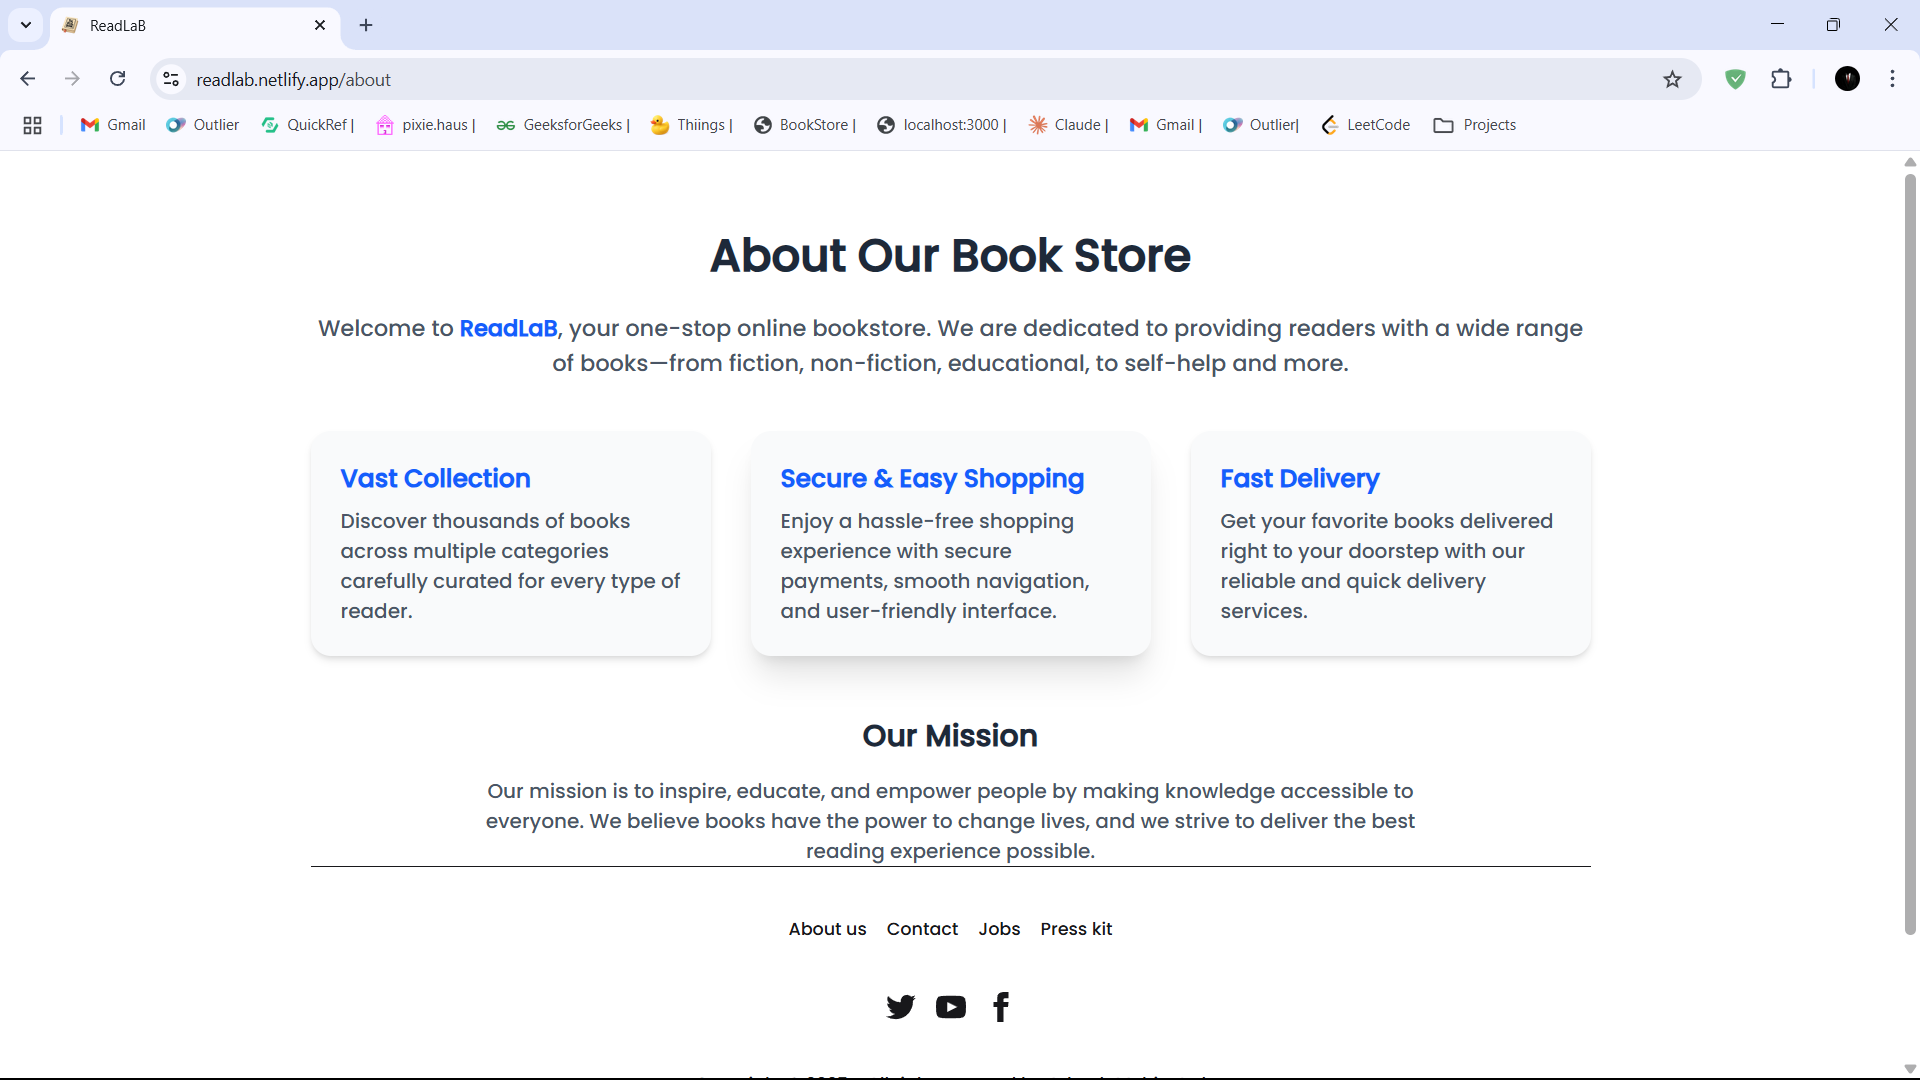 ReadLaB
readlab.netlify.app/about
Gmail Outlier QuickRef | pixie.haus | GeeksforGeeks | Thiings | BookStore | localhost:3000 | Claude | Gmail | Outlier| LeetCode Projects
About Our Book Store
Welcome to ReadLaB, your one-stop online bookstore. We are dedicated to providing readers with a wide range
of books—from fiction, non-fiction, educational, to self-help and more.
Vast Collection
Discover thousands of books
across multiple categories
carefully curated for every type of
reader.
Secure & Easy Shopping
Enjoy a hassle-free shopping
experience with secure
payments, smooth navigation,
and user-friendly interface.
Fast Delivery
Get your favorite books delivered
right to your doorstep with our
reliable and quick delivery
services.
Our Mission
Our mission is to inspire, educate, and empower people by making knowledge accessible to
everyone. We believe books have the power to change lives, and we strive to deliver the best
reading experience possible.
About us Contact Jobs Press kit